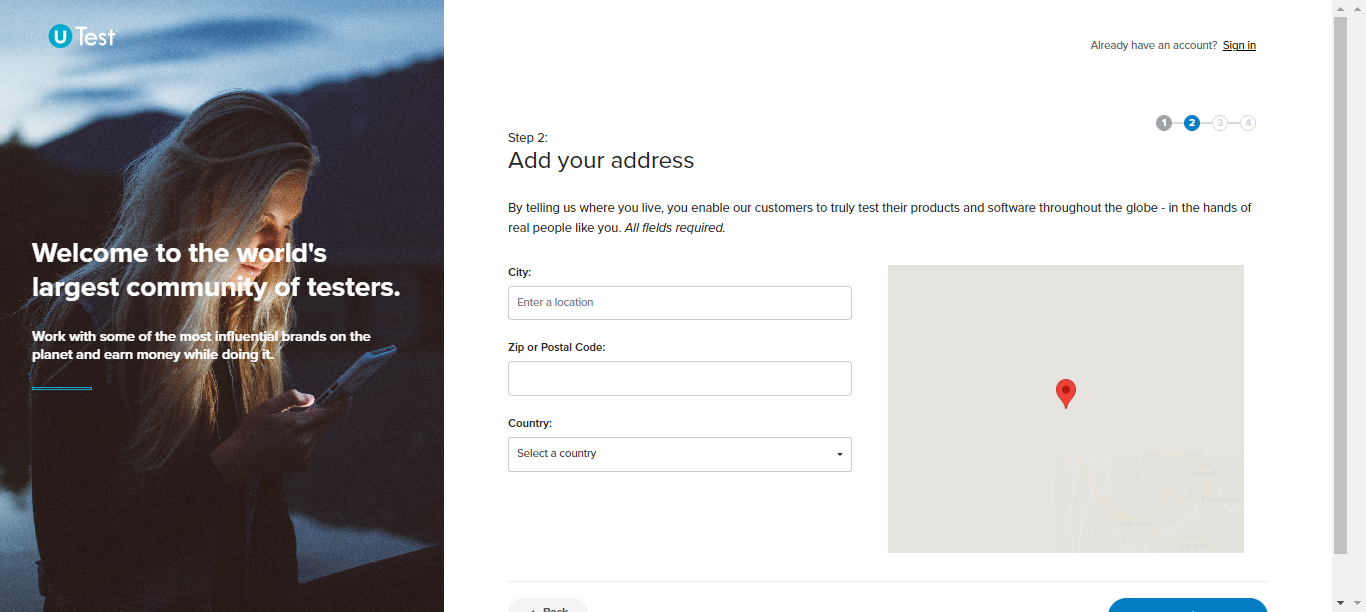 U Test
Already have an account? Sign in
1 2 3 4
Step 2:
Add your address
By telling us where you live, you enable our customers to truly test their products and software throughout the globe - in the hands of
real people like you. All fields required.
Welcome to the world's
largest community of testers.
Work with some of the most influential brands on the
planet and earn money while doing it.
City:
Enter a location
Zip or Postal Code:
Country:
Select a country
Choachí
Fómeque
Chipaque
Caqueza
Back